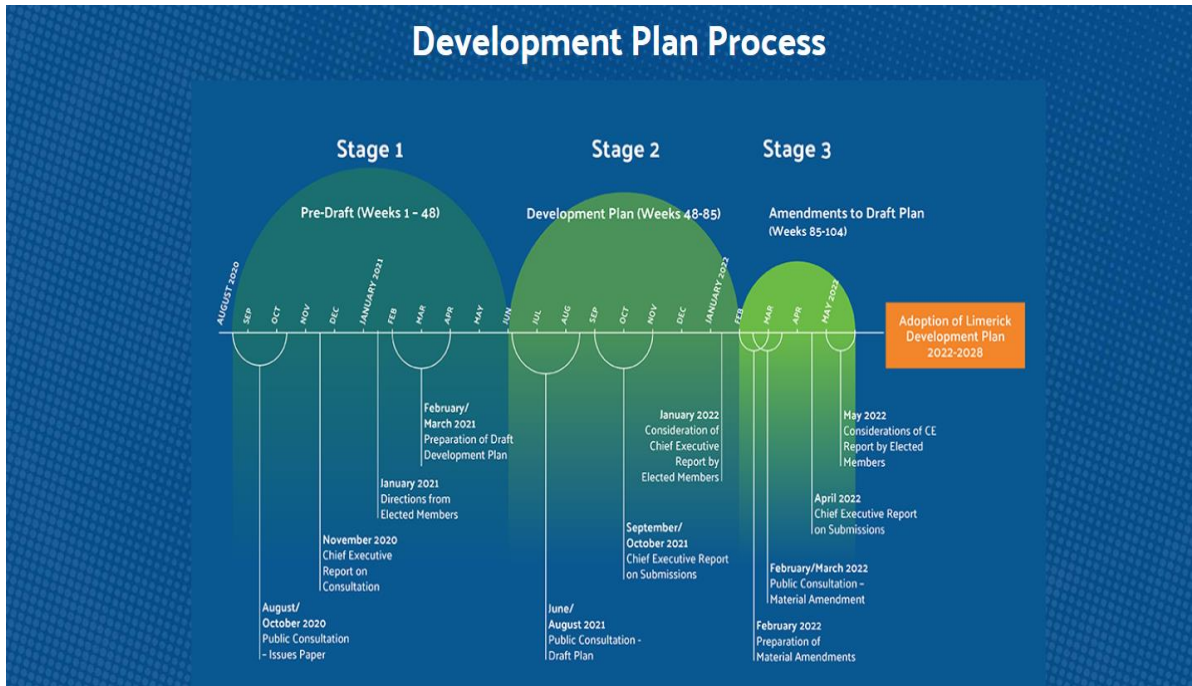 Development Plan Process
Stage 1
Stage 2
Stage 3
Pre-Draft (Weeks 1 – 48)
Development Plan (Weeks 48-85)
Amendments to Draft Plan
(Weeks 85-104)
AUGUST 2020
SEP
OCT
NOV
DEC
JANUARY 2021
FEB
MAR
APR
MAY
JUN
JUL
AUG
SEP
OCT
NOV
DEC
JANUARY 2022
FEB
MAR
APR
MAY 2022
Adoption of Limerick
Development Plan
2022-2028
February/
March 2021
Preparation of Draft
Development Plan
January 2021
Directions from
Elected Members
November 2020
Chief Executive
Report on
Consultation
August/
October 2020
Public Consultation
– Issues Paper
January 2022
Consideration of
Chief Executive
Report by
Elected Members
September/
October 2021
Chief Executive Report
on Submissions
June/
August 2021
Public Consultation -
Draft Plan
May 2022
Considerations of CE
Report by Elected
Members
April 2022
Chief Executive Report
on Submissions
February/March 2022
Public Consultation –
Material Amendment
February 2022
Preparation of
Material Amendments